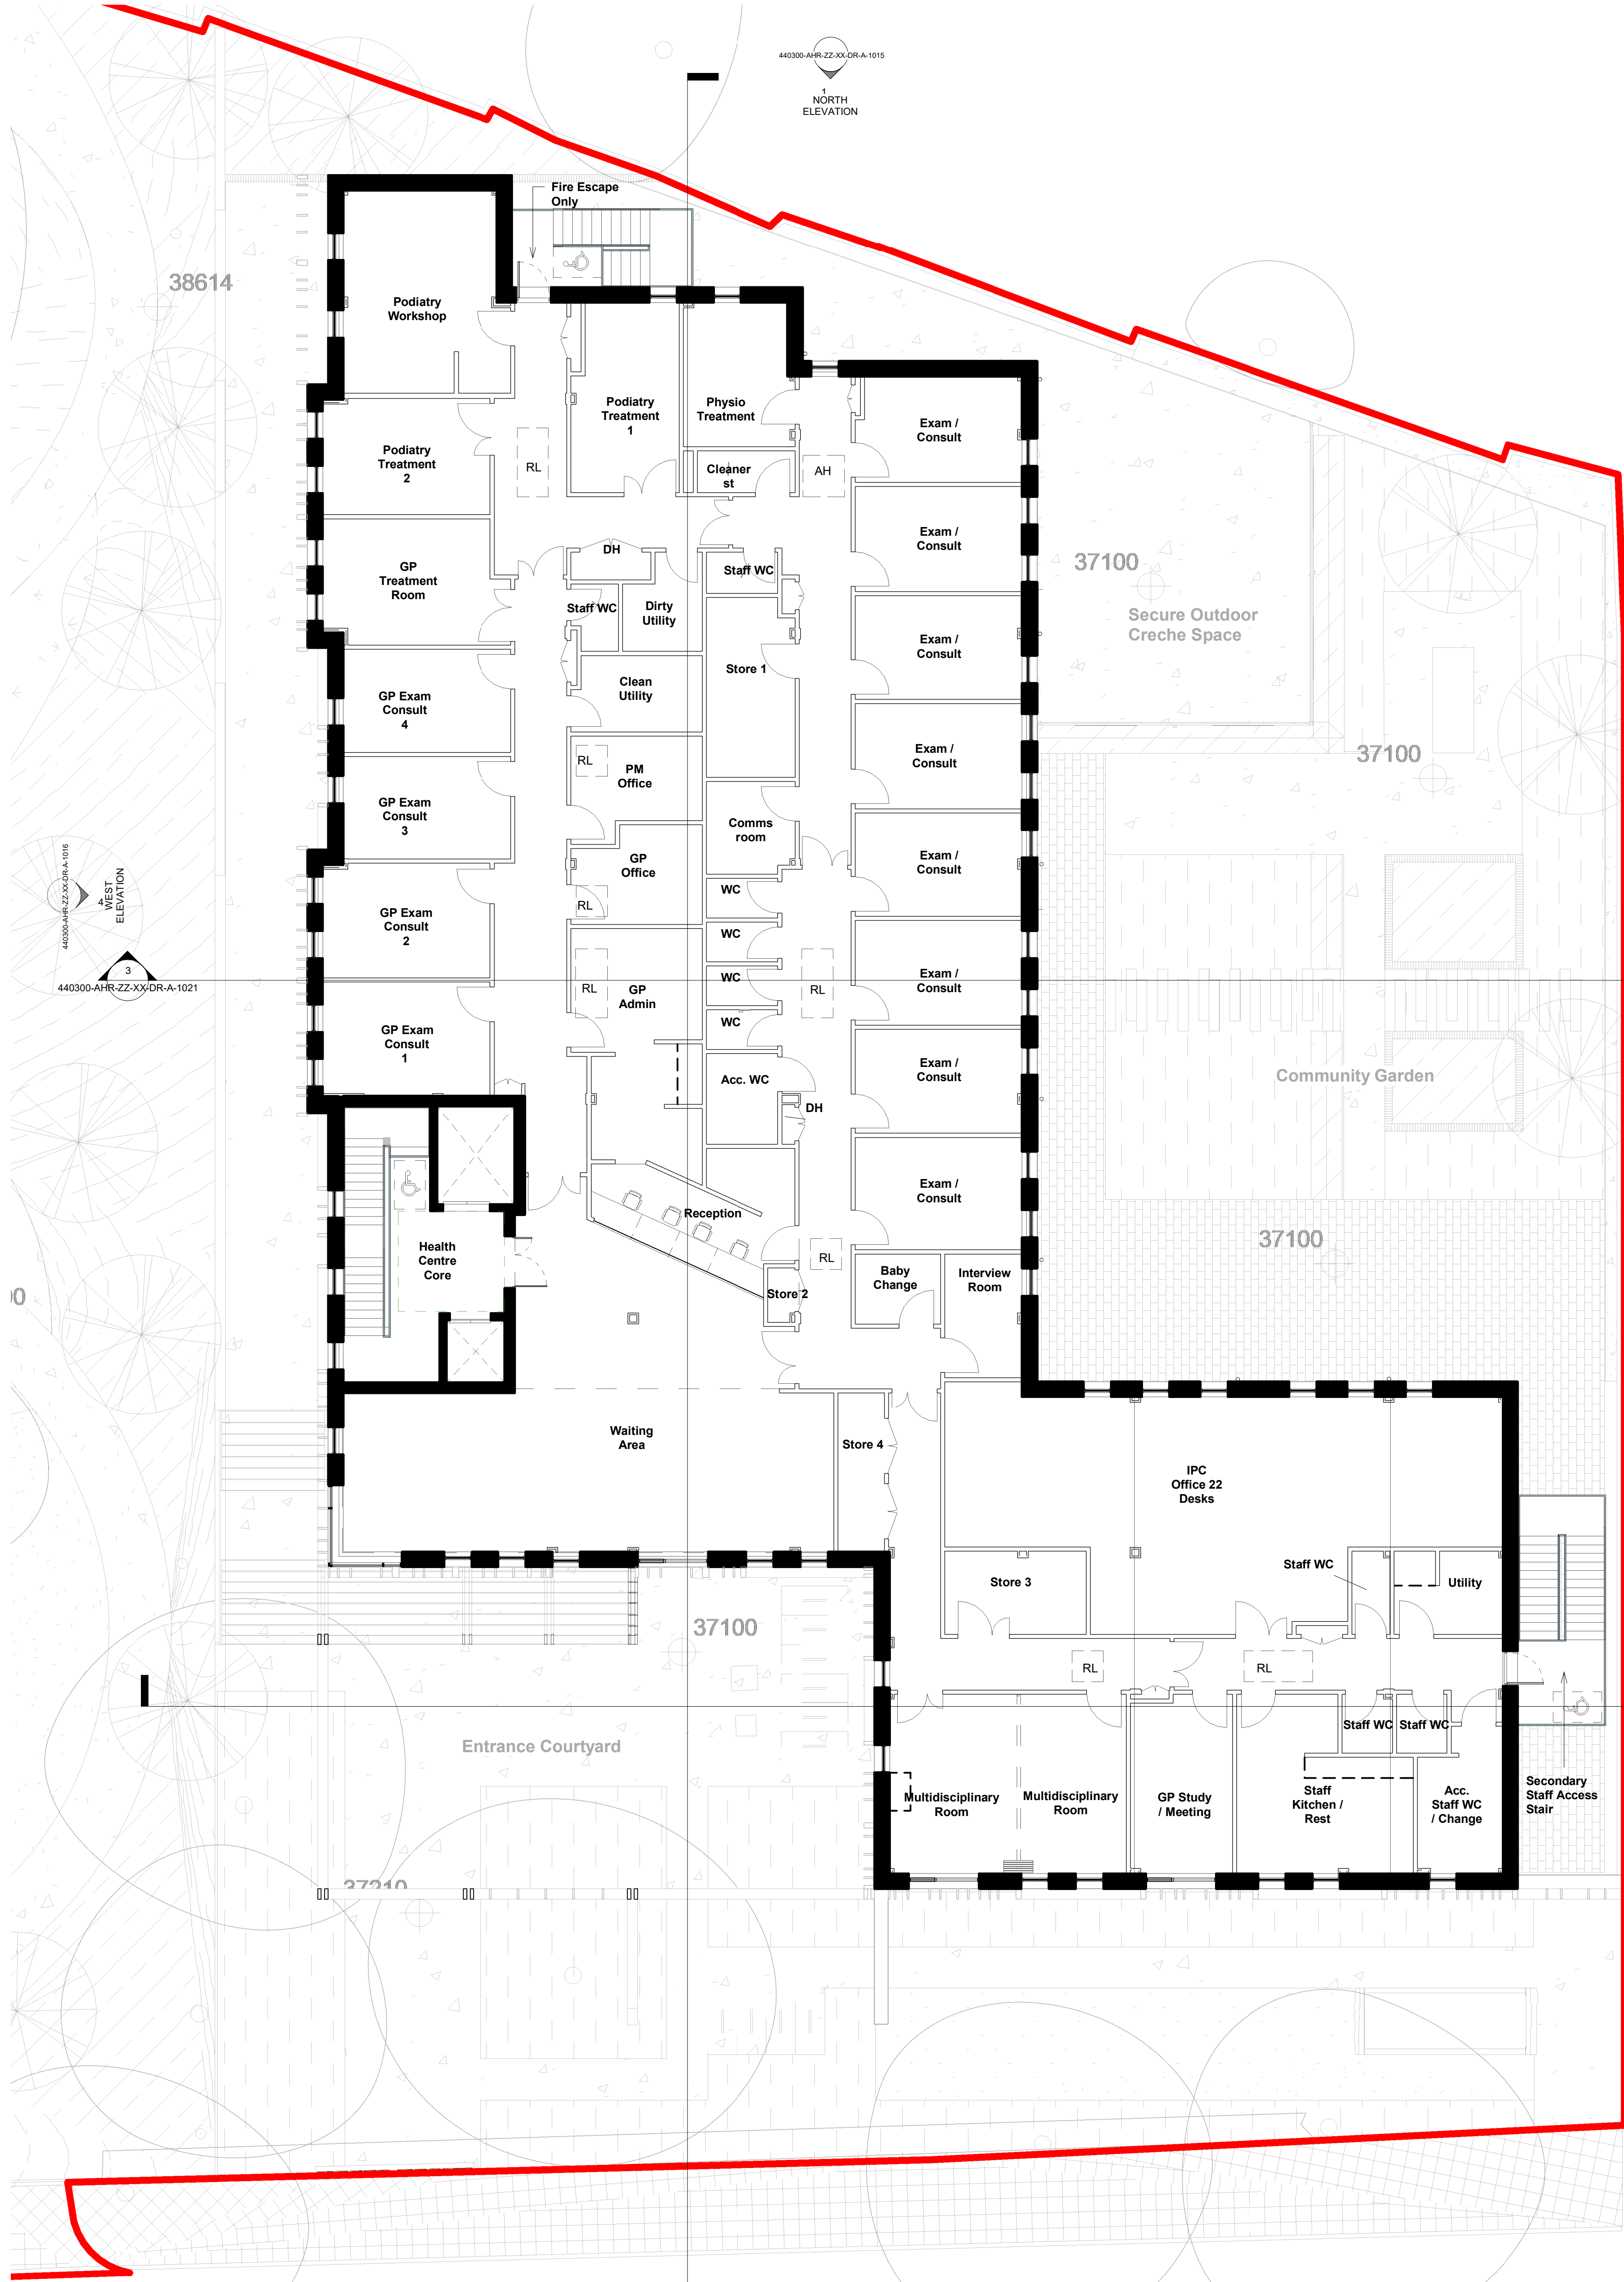 440300-AHR-ZZ-XX-DR-A-1015
1
NORTH
ELEVATION
Fire Escape
Only
38614
Podiatry
Workshop
Podiatry
Treatment
1
Physio
Treatment
Exam /
Consult
Podiatry
Treatment
2
RL
Cleaner
st
AH
Exam /
Consult
DH
37100
GP
Treatment
Room
Staff WC
Staff WC
Dirty
Utility
Secure Outdoor
Creche Space
Exam /
Consult
Store 1
Clean
Utility
GP Exam
Consult
4
Exam /
Consult
37100
RL
PM
Office
GP Exam
Consult
3
Comms
room
Exam /
Consult
GP
Office
440300-AHR-ZZ-XX-DR-A-1016
4
WEST
ELEVATION
WC
RL
GP Exam
Consult
2
WC
3
440300-AHR-ZZ-XX-DR-A-1021
WC
Exam /
Consult
RL
GP
Admin
RL
WC
GP Exam
Consult
1
Exam /
Consult
Acc. WC
Community Garden
DH
Exam /
Consult
Reception
37100
Health
Centre
Core
RL
Baby
Change
Interview
Room
Store 2
Waiting
Area
Store 4
IPC
Office 22
Desks
Staff WC
Store 3
Utility
37100
RL
RL
Entrance Courtyard
Staff WC
Staff WC
Multidisciplinary
Room
Multidisciplinary
Room
GP Study
/ Meeting
Staff
Kitchen /
Rest
Acc.
Staff WC
/ Change
Secondary
Staff Access
Stair
37210